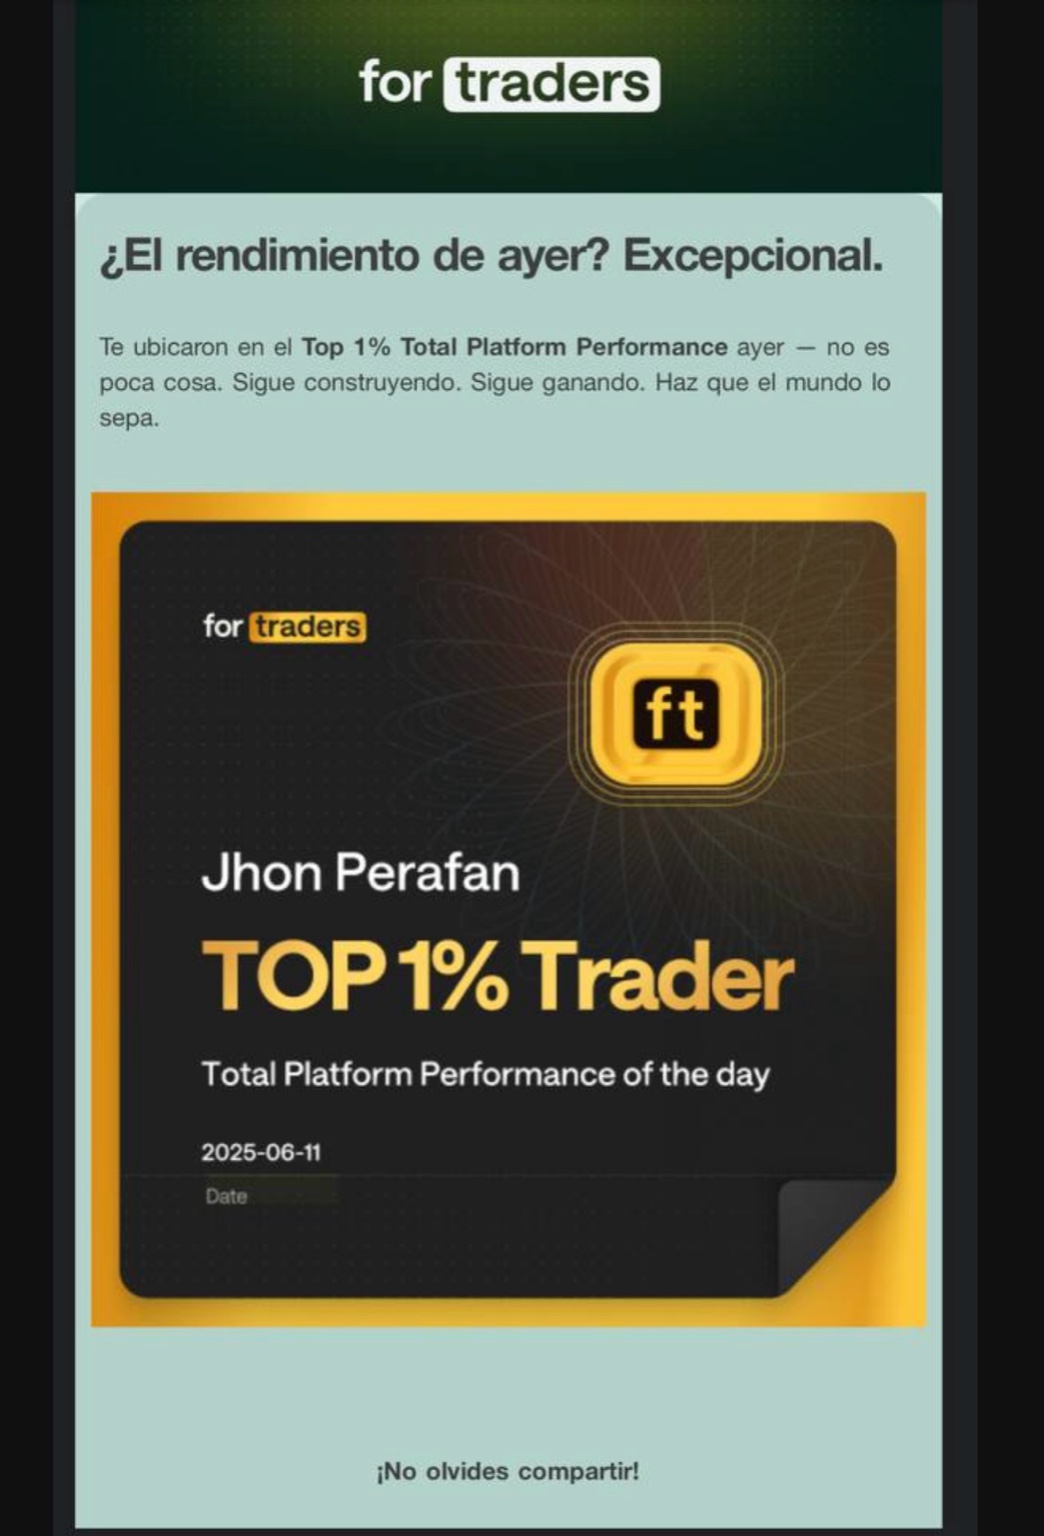 for traders
¿El rendimiento de ayer? Excepcional.
Te ubicaron en el Top 1% Total Platform Performance ayer — no es
poca cosa. Sigue construyendo. Sigue ganando. Haz que el mundo lo
sepa.
for traders
ft
Jhon Perafan
TOP 1% Trader
Total Platform Performance of the day
2025-06-11
Date
¡No olvides compartir!